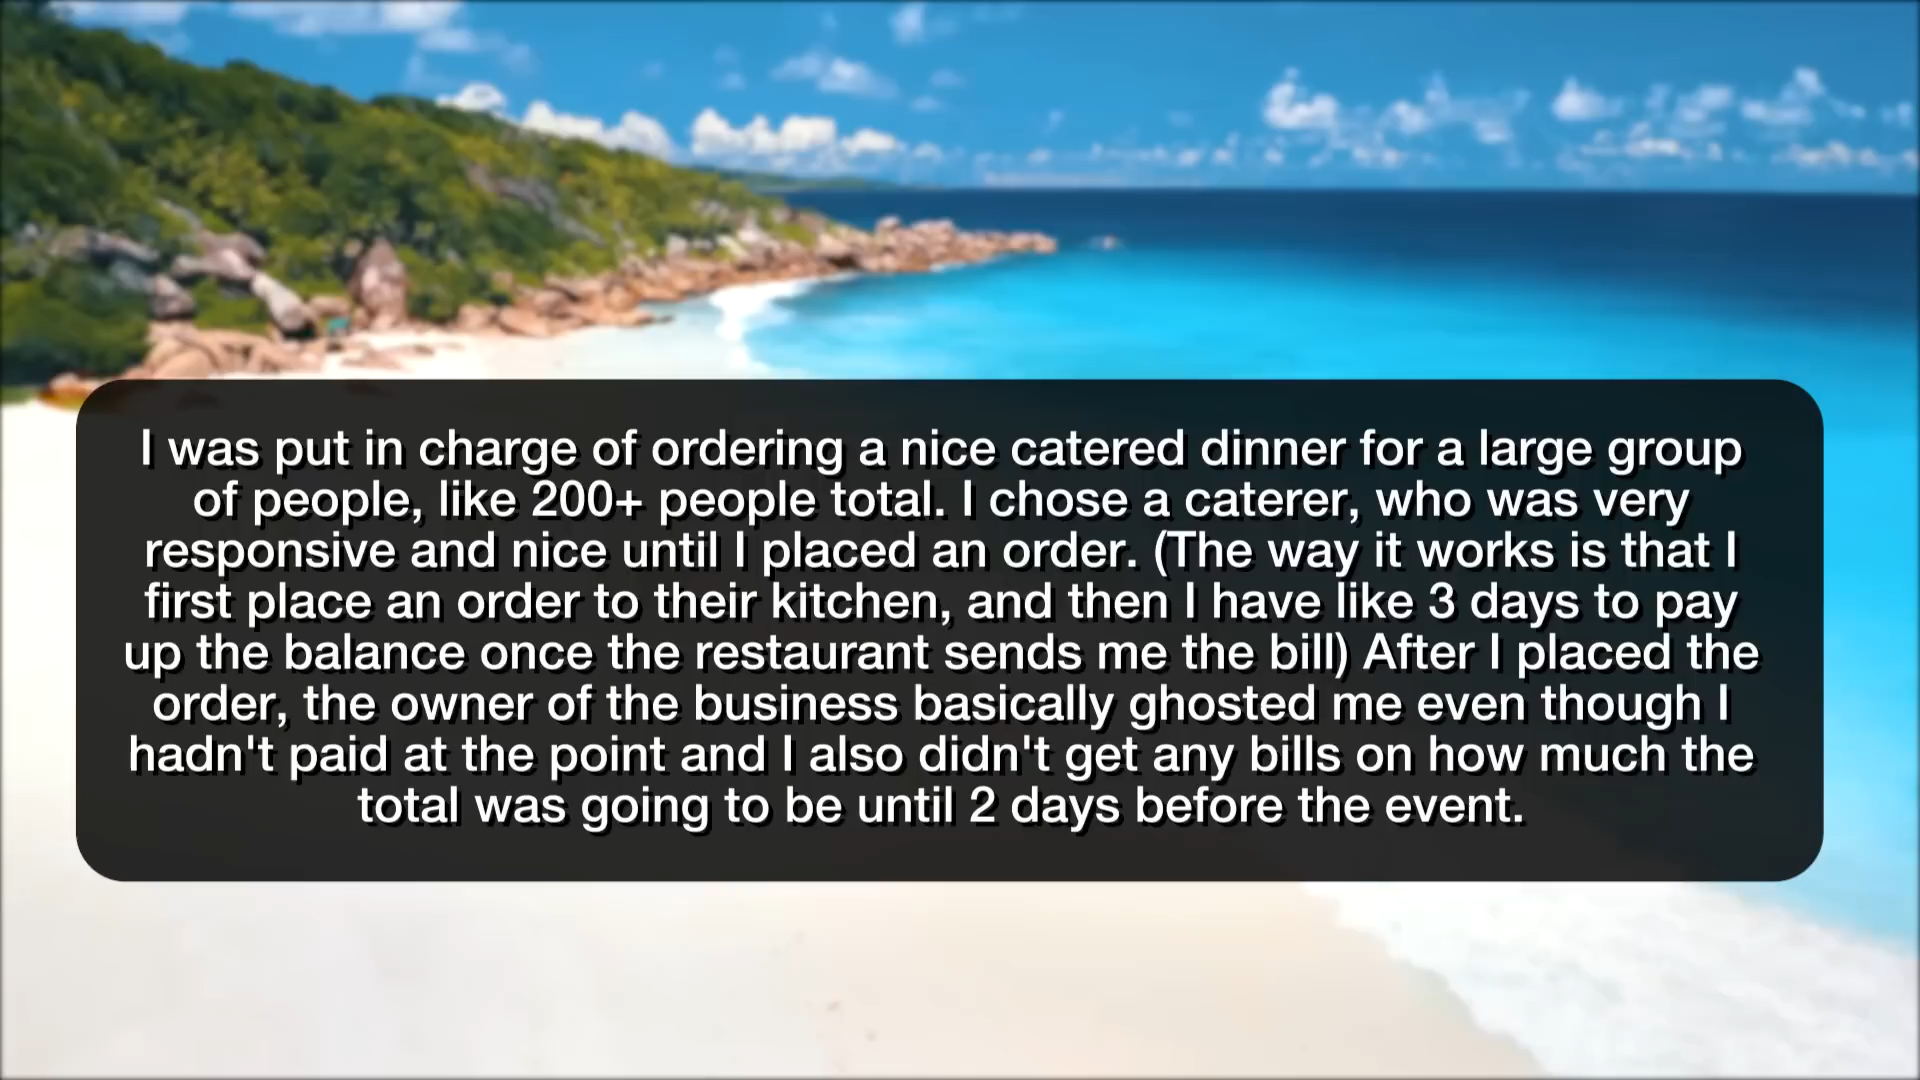 I was put in charge of ordering a nice catered dinner for a large group
of people, like 200+ people total. I chose a caterer, who was very
responsive and nice until I placed an order. (The way it works is that I
first place an order to their kitchen, and then I have like 3 days to pay
up the balance once the restaurant sends me the bill) After I placed the
order, the owner of the business basically ghosted me even though I
hadn't paid at the point and I also didn't get any bills on how much the
total was going to be until 2 days before the event.